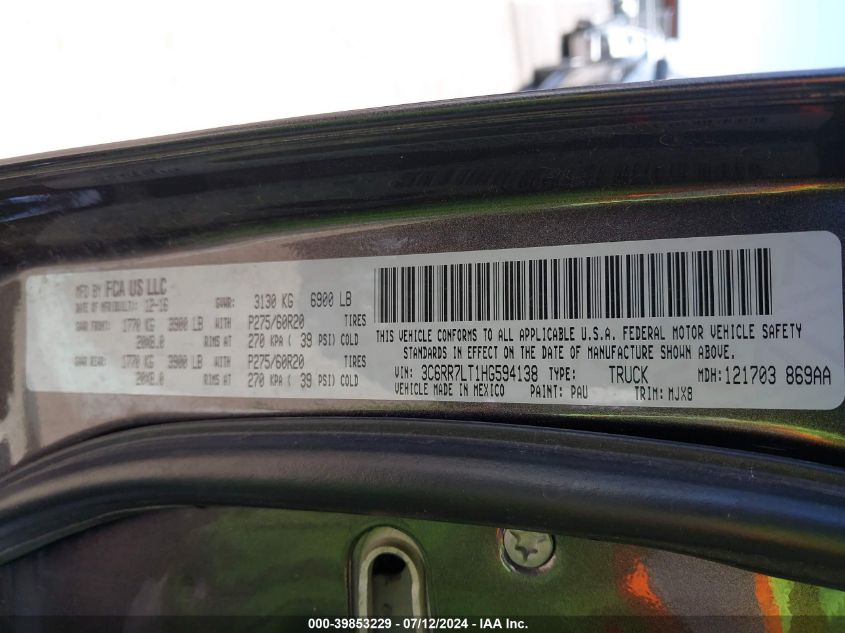 MFD BY FCA US LLC
DATE OF MFR(BUILT): 12-16 GVWR: 3130 KG 6900 LB
GAWR FRONT: 1770 KG 3900 LB WITH P275/60R20 TIRES
20X8.0 RIMS AT 270 KPA ( 39 PSI) COLD
GAWR REAR: 1770 KG 3900 LB WITH P275/60R20 TIRES
20X8.0 RIMS AT 270 KPA ( 39 PSI) COLD
THIS VEHICLE CONFORMS TO ALL APPLICABLE U.S.A. FEDERAL MOTOR VEHICLE SAFETY
STANDARDS IN EFFECT ON THE DATE OF MANUFACTURE SHOWN ABOVE.
VIN: 3C6RR7LT1HG594138 TYPE: TRUCK MDH: 121703 869AA
VEHICLE MADE IN MEXICO PAINT: PAU TRIM: MJX8
000-39853229 - 07/12/2024 - IAA Inc.